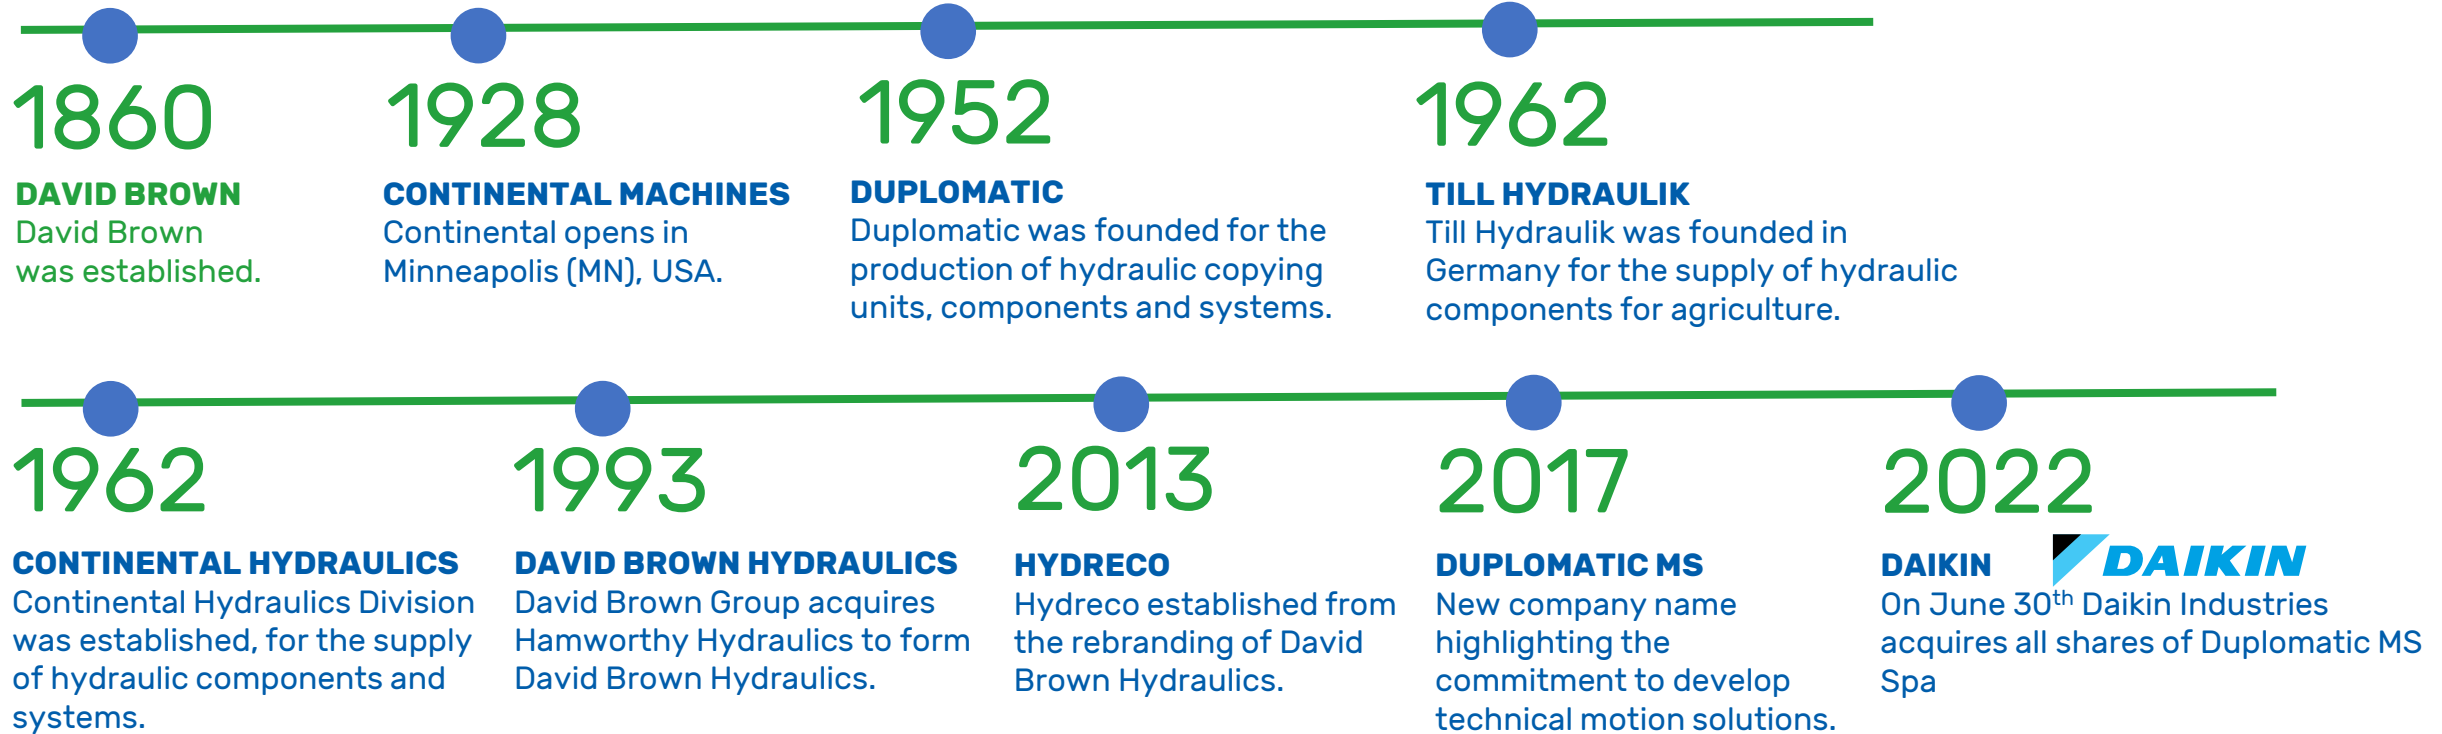 1860
DAVID BROWN
David Brown
was established.
1928
CONTINENTAL MACHINES
Continental opens in
Minneapolis (MN), USA.
1952
DUPLOMATIC
Duplomatic was founded for the
production of hydraulic copying
units, components and systems.
1962
TILL HYDRAULIK
Till Hydraulik was founded in
Germany for the supply of hydraulic
components for agriculture.
1962
CONTINENTAL HYDRAULICS
Continental Hydraulics Division
was established, for the supply
of hydraulic components and
systems.
1993
DAVID BROWN HYDRAULICS
David Brown Group acquires
Hamworthy Hydraulics to form
David Brown Hydraulics.
2013
HYDRECO
Hydreco established from
the rebranding of David
Brown Hydraulics.
2017
DUPLOMATIC MS
New company name
highlighting the
commitment to develop
technical motion solutions.
2022
DAIKIN
DAIKIN
On June 30th Daikin Industries
acquires all shares of Duplomatic MS
Spa